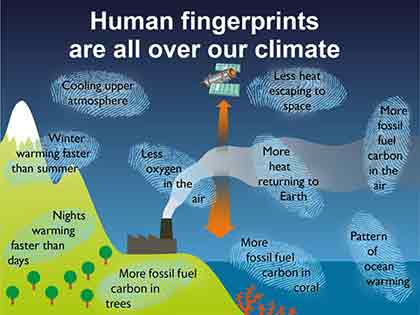 Human fingerprints
are all over our climate
Cooling upper
atmosphere
Less heat
escaping to
space
More
fossil
fuel
carbon
in the
air
Winter
warming faster
than summer
Less
oxygen
in the
air
More
heat
returning to
Earth
Nights
warming
faster than
days
More fossil fuel
carbon in
trees
More
fossil fuel
carbon in
coral
Pattern
of
ocean
warming